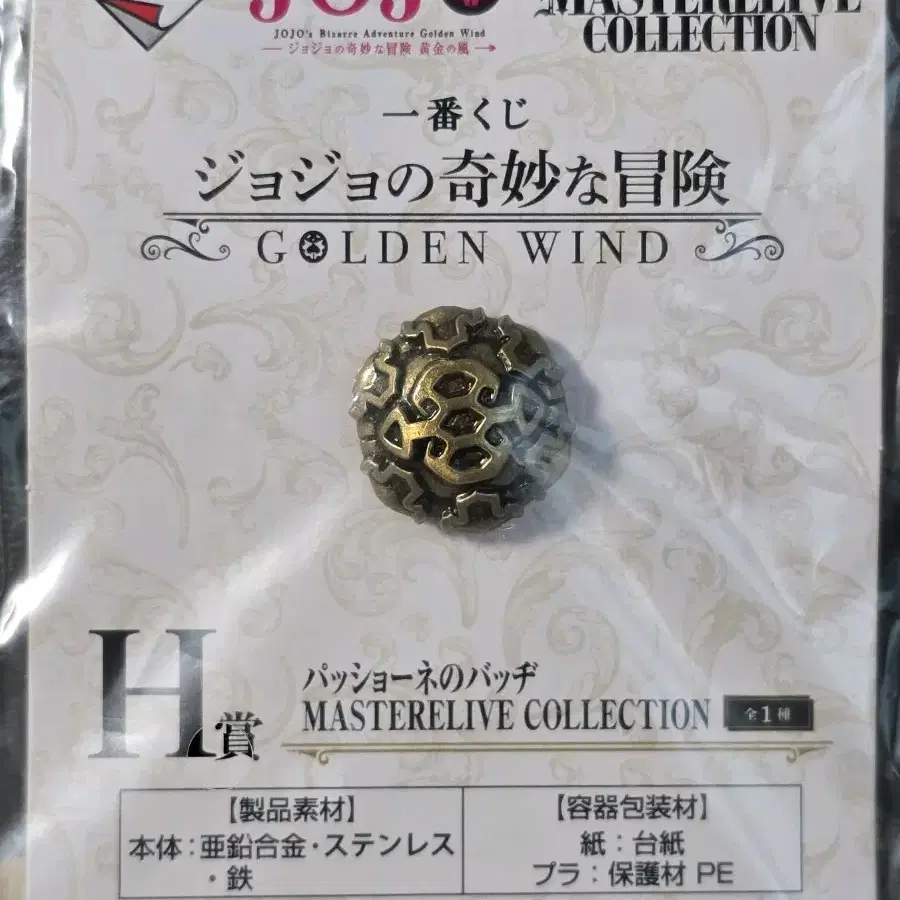 JOJO
JOJO's Bizarre Adventure Golden Wind
ジョジョの奇妙な冒険 黄金の風
MASTERELIVE
COLLECTION
一番くじ
ジョジョの奇妙な冒険
GOLDEN WIND
H賞
パッショーネのバッヂ
MASTERELIVE COLLECTION
全1種
【製品素材】
本体：亜鉛合金・ステンレス
・鉄
【容器包装材】
紙：台紙
プラ：保護材 PE